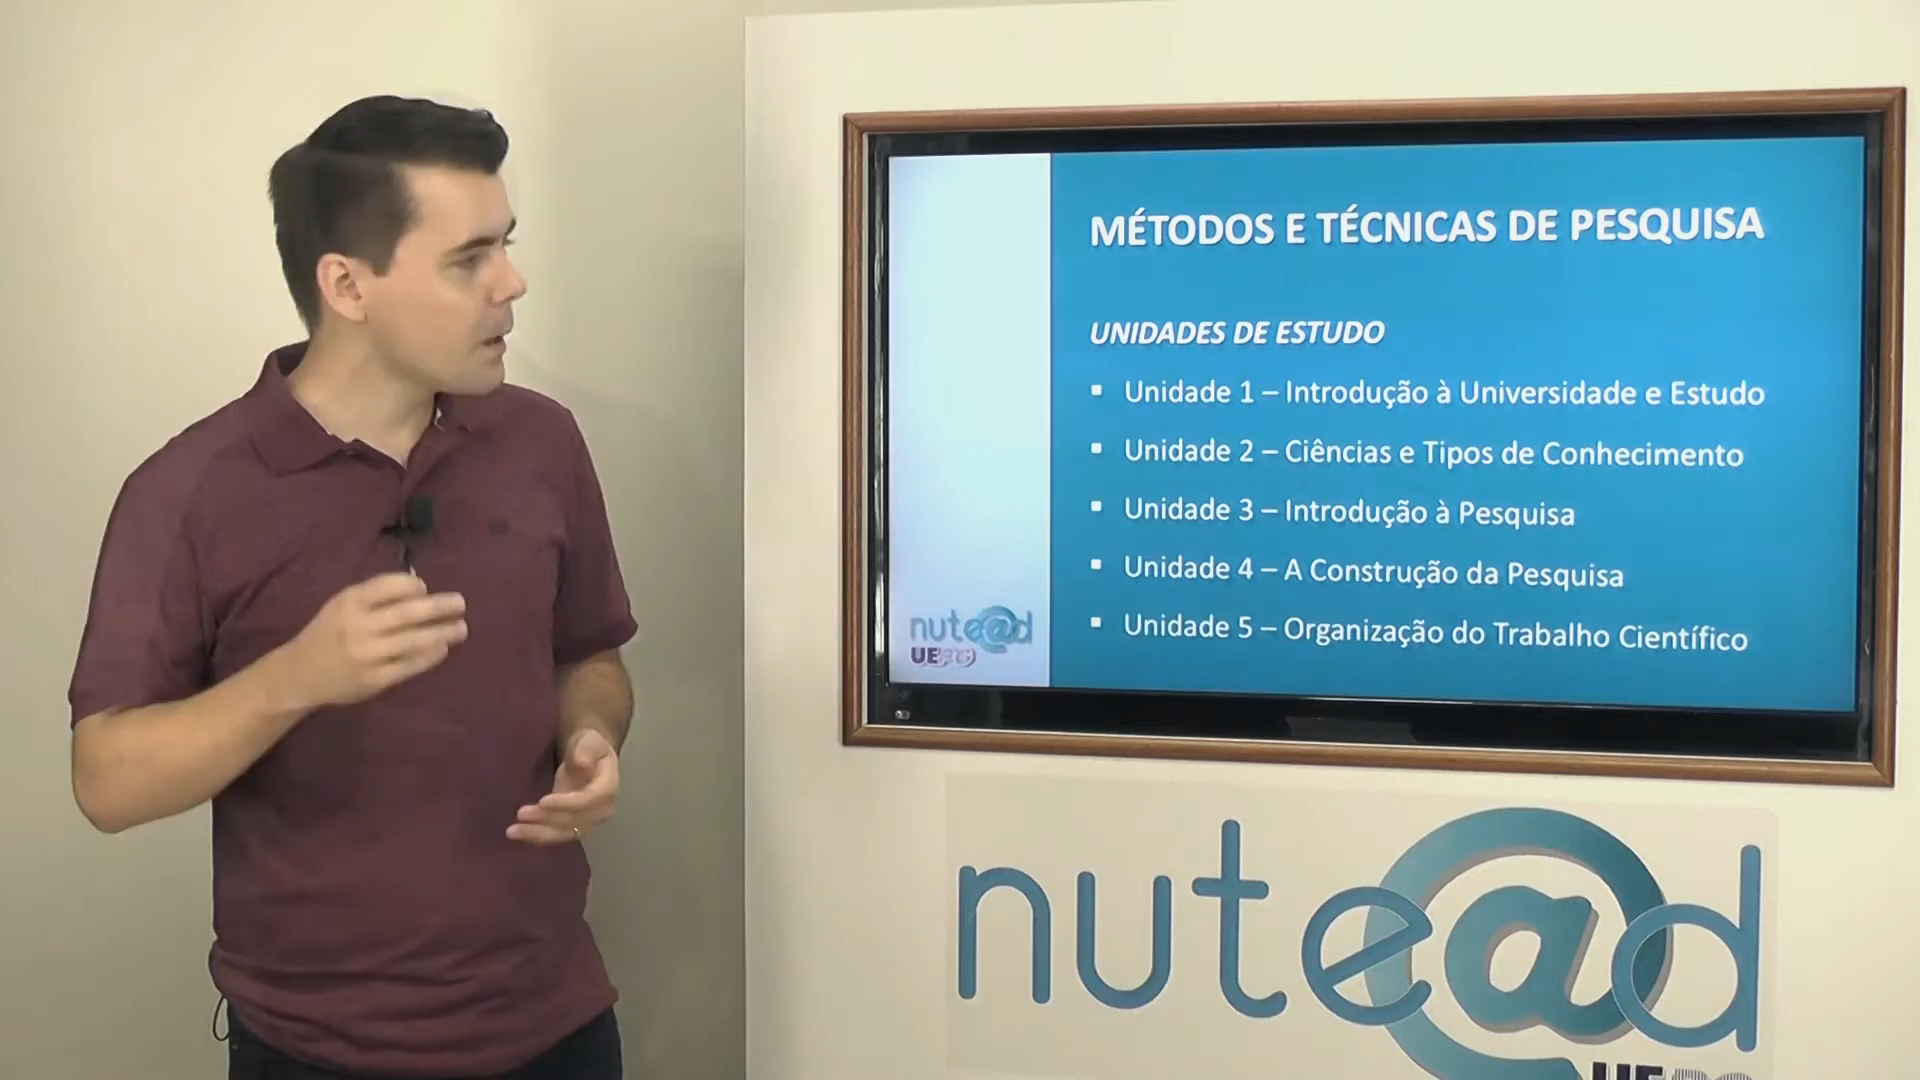 MÉTODOS E TÉCNICAS DE PESQUISA
UNIDADES DE ESTUDO
▪ Unidade 1 – Introdução à Universidade e Estudo
▪ Unidade 2 – Ciências e Tipos de Conhecimento
▪ Unidade 3 – Introdução à Pesquisa
▪ Unidade 4 – A Construção da Pesquisa
▪ Unidade 5 – Organização do Trabalho Científico
nute@d
UEPG
nute@d